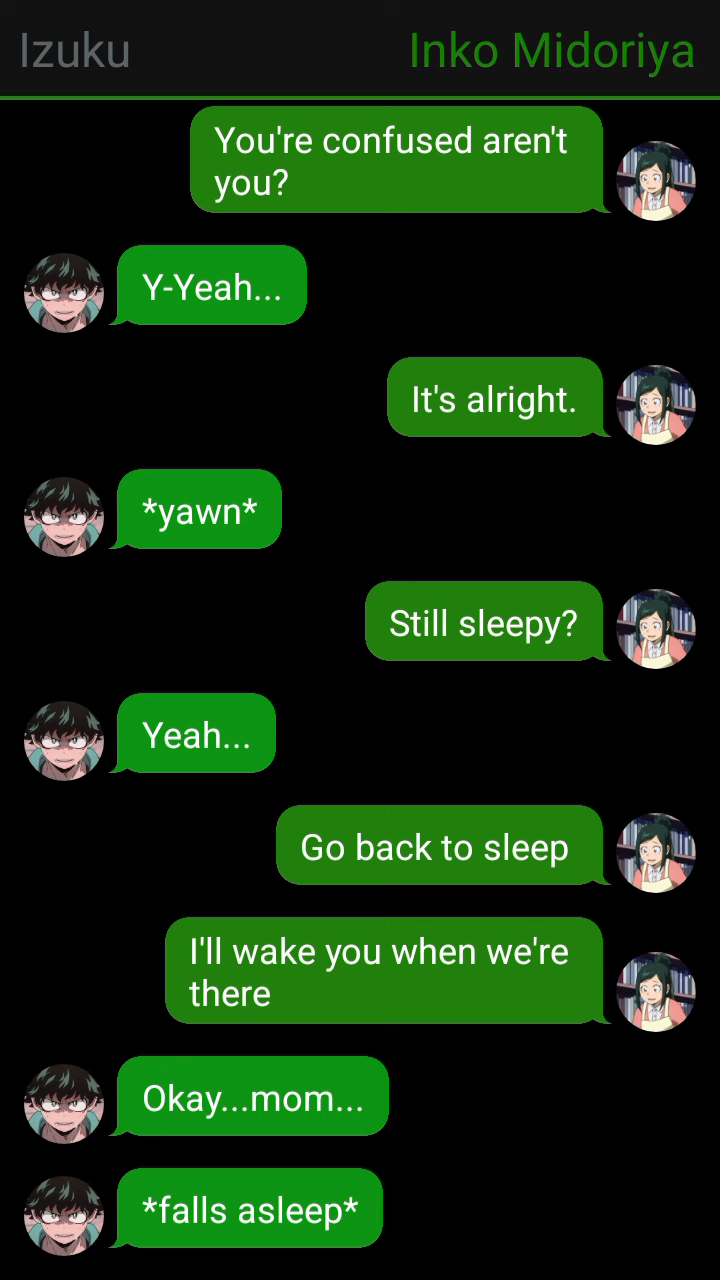 Izuku
Inko Midoriya
You're confused aren't
you?
Y-Yeah...
It's alright.
*yawn*
Still sleepy?
Yeah...
Go back to sleep
I'll wake you when we're
there
Okay...mom...
*falls asleep*